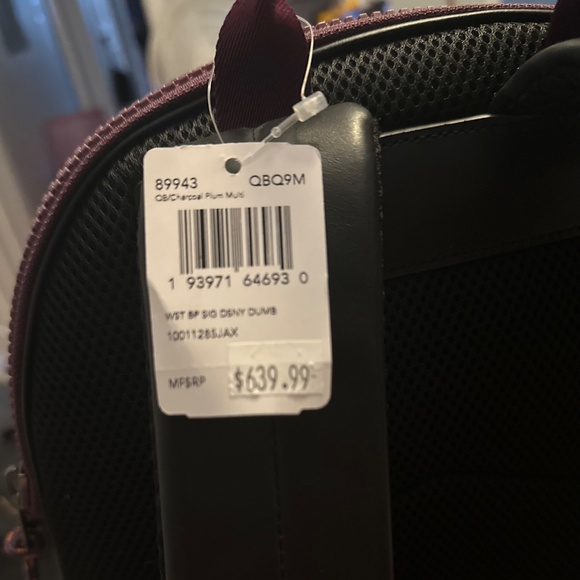 89943 QBQ9M
QB/Charcoal Plum Multi
1 93971 64693 0
WST BP SIG DSNY DUMB
10011285JAX
MFSRP $639.99